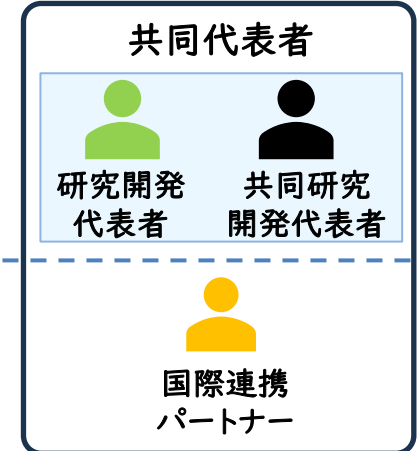 共同代表者
研究開発
代表者
共同研究
開発代表者
国際連携
パートナー